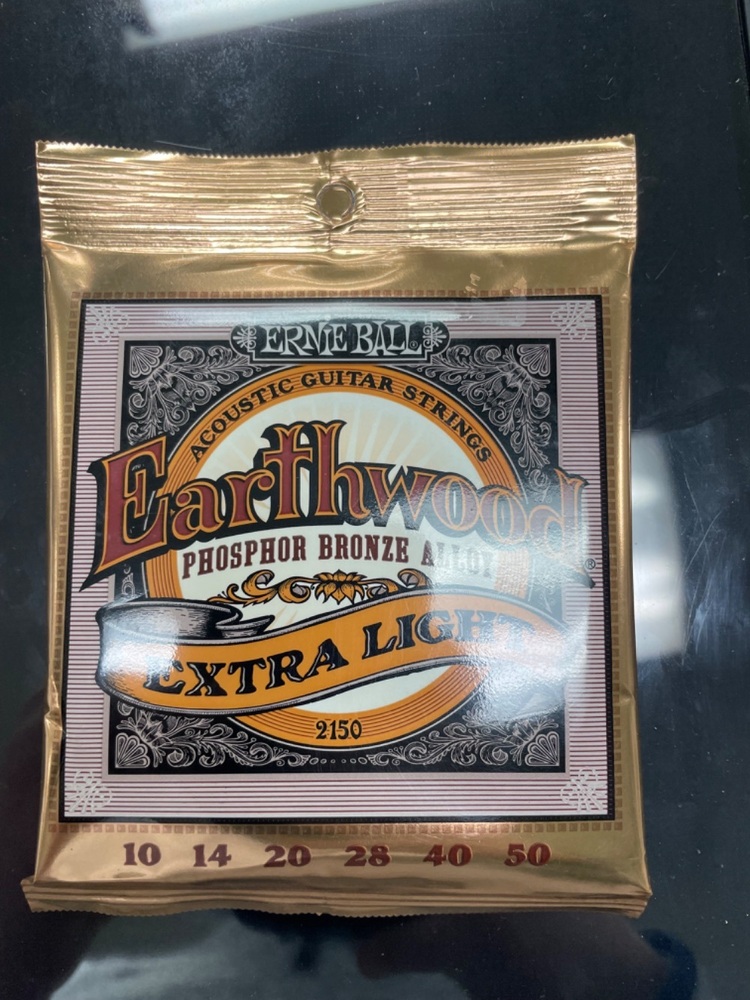 ERNIE BALL®
ACOUSTIC GUITAR STRINGS
Earthwood®
PHOSPHOR BRONZE ALLOY
EXTRA LIGHT
2150
10 14 20 28 40 50